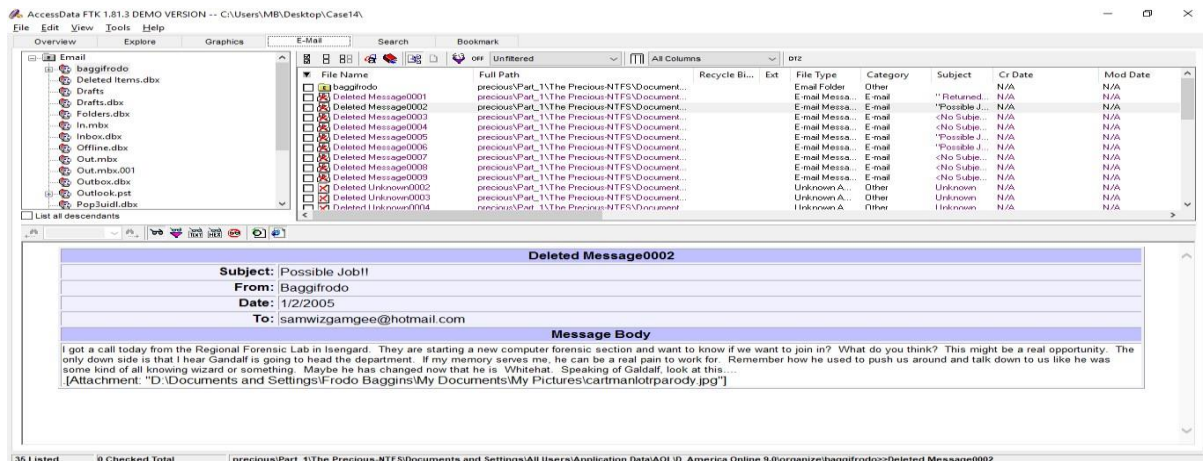 AccessData FTK 1.81.3 DEMO VERSION -- C:\Users\MB\Desktop\Case14\
File Edit View Tools Help
Overview Explore Graphics E-Mail Search Bookmark
OFF Unfiltered All Columns DTZ
Email
baggifrodo
Deleted Items.dbx
Drafts
Drafts.dbx
Folders.dbx
In.mbx
Inbox.dbx
Offline.dbx
Out.mbx
Out.mbx.001
Outbox.dbx
Outlook.pst
Pop3uidl.dbx
List all descendants
File Name Full Path Recycle Bi... Ext File Type Category Subject Cr Date Mod Date
baggifrodo precious\Part_1\The Precious-NTFS\Document... Email Folder Other N/A N/A
Deleted Message0001 precious\Part_1\The Precious-NTFS\Document... E-mail Messa... E-mail "Returned... N/A N/A
Deleted Message0002 precious\Part_1\The Precious-NTFS\Document... E-mail Messa... E-mail "Possible J... N/A N/A
Deleted Message0003 precious\Part_1\The Precious-NTFS\Document... E-mail Messa... E-mail <No Subje... N/A N/A
Deleted Message0004 precious\Part_1\The Precious-NTFS\Document... E-mail Messa... E-mail <No Subje... N/A N/A
Deleted Message0005 precious\Part_1\The Precious-NTFS\Document... E-mail Messa... E-mail "Possible J... N/A N/A
Deleted Message0006 precious\Part_1\The Precious-NTFS\Document... E-mail Messa... E-mail "Possible J... N/A N/A
Deleted Message0007 precious\Part_1\The Precious-NTFS\Document... E-mail Messa... E-mail <No Subje... N/A N/A
Deleted Message0008 precious\Part_1\The Precious-NTFS\Document... E-mail Messa... E-mail <No Subje... N/A N/A
Deleted Message0009 precious\Part_1\The Precious-NTFS\Document... E-mail Messa... E-mail <No Subje... N/A N/A
Deleted Unknown0002 precious\Part_1\The Precious-NTFS\Document... Unknown A... Other Unknown N/A N/A
Deleted Unknown0003 precious\Part_1\The Precious-NTFS\Document... Unknown A... Other Unknown N/A N/A
Deleted Unknown0004 precious\Part_1\The Precious-NTFS\Document... Unknown A... Other Unknown N/A N/A
Deleted Message0002
Subject: Possible Job!!
From: Baggifrodo
Date: 1/2/2005
To: samwizgamgee@hotmail.com
Message Body
I got a call today from the Regional Forensic Lab in Isengard. They are starting a new computer forensic section and want to know if we want to join in? What do you think? This might be a real opportunity. The
only down side is that I hear Gandalf is going to head the department. If my memory serves me, he can be a real pain to work for. Remember how he used to push us around and talk down to us like he was
some kind of all knowing wizard or something. Maybe he has changed now that he is Whitehat. Speaking of Galdalf, look at this....
.[Attachment: "D:\Documents and Settings\Frodo Baggins\My Documents\My Pictures\cartmanlotrparody.jpg"]
36 Listed 0 Checked Total precious\Part_1\The Precious-NTFS\Documents and Settings\All Users\Application Data\AOL\D_America Online 9.0\organize\baggifrodo>>Deleted Message0002